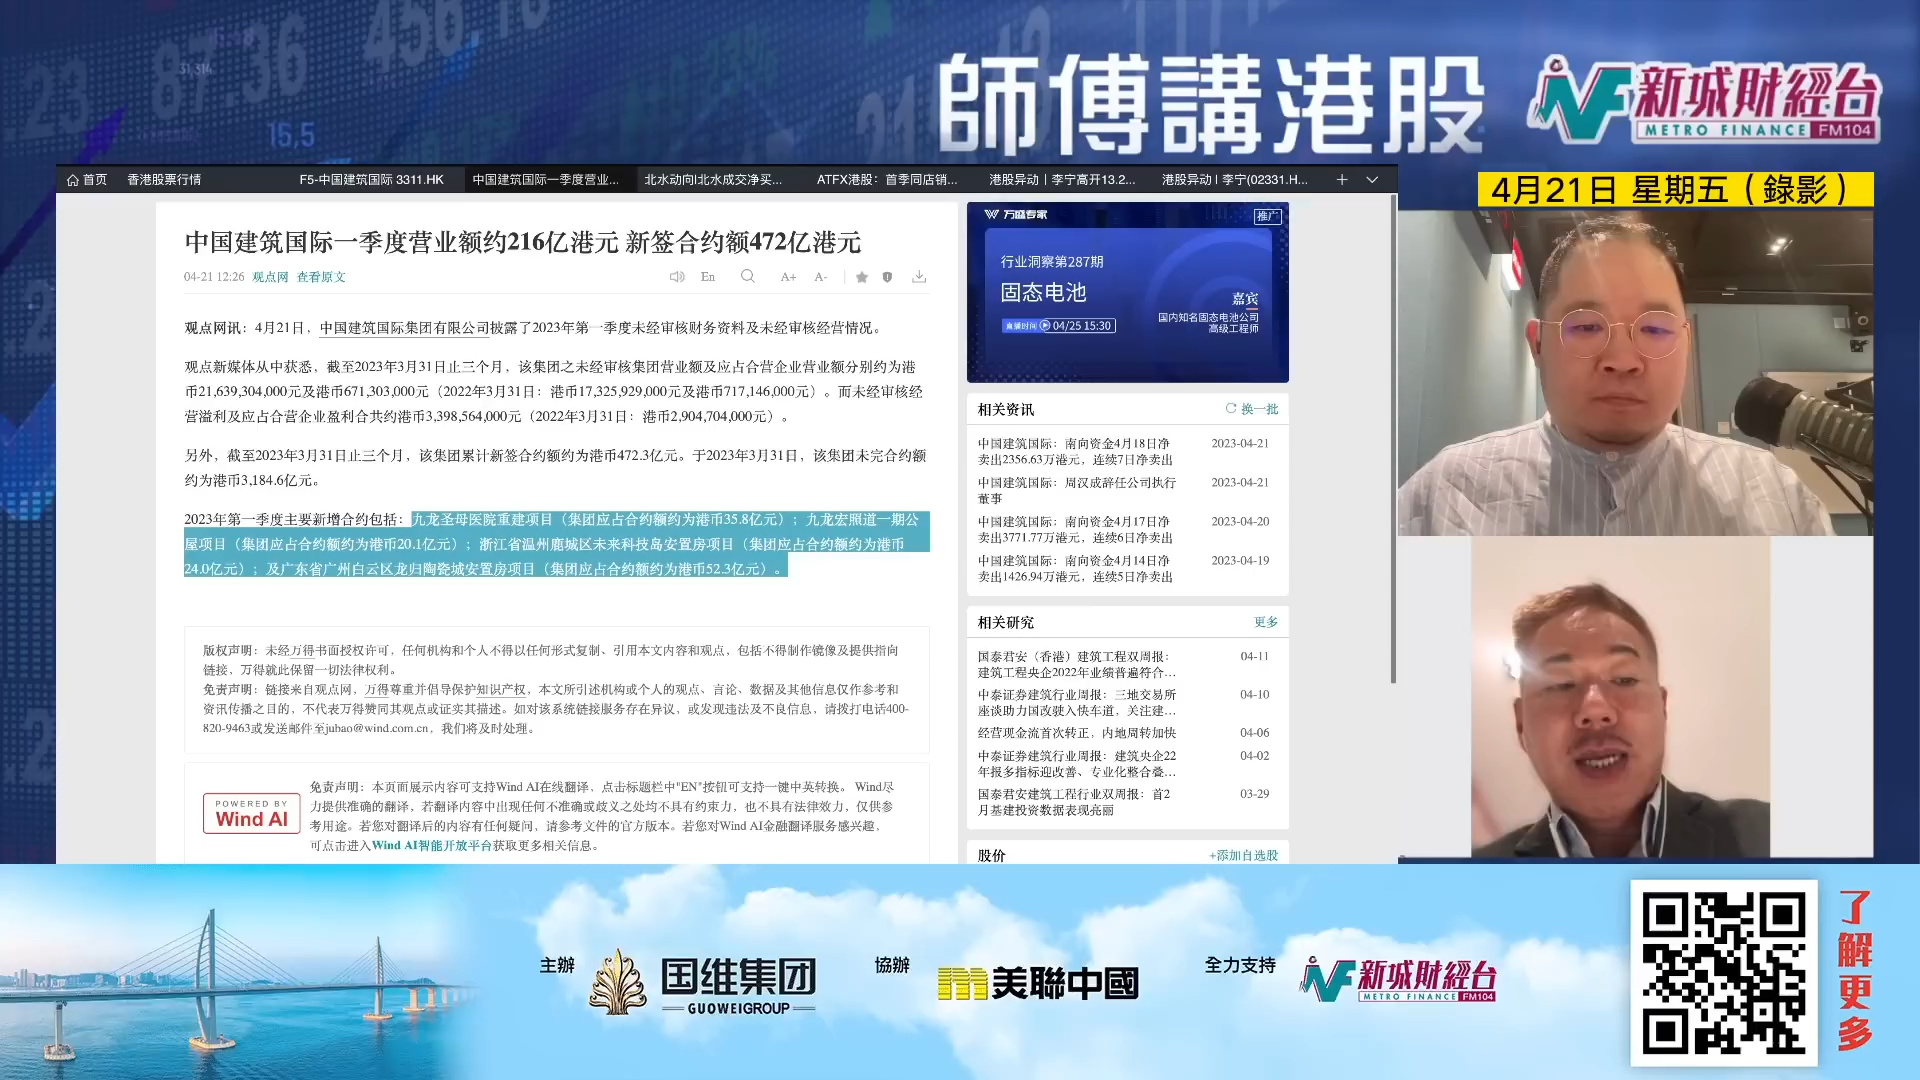 師傅講港股
新城財經台
METRO FINANCE FM104
4月21日 星期五（錄影）
首页
香港股票行情
F5-中国建筑国际 3311.HK
中国建筑国际一季度营业...
北水动向|北水成交净买...
ATFX港股：首季同店销...
港股异动丨李宁高开13.2...
港股异动 | 李宁(02331.H...
中国建筑国际一季度营业额约216亿港元 新签合约额472亿港元
04-21 12:26 观点网 查看原文
En A+ A-
观点网讯：4月21日，中国建筑国际集团有限公司披露了2023年第一季度未经审核财务资料及未经审核经营情况。
观点新媒体从中获悉，截至2023年3月31日止三个月，该集团之未经审核集团营业额及应占合营企业营业额分别约为港
币21,639,304,000元及港币671,303,000元（2022年3月31日：港币17,325,929,000元及港币717,146,000元）。而未经审核经
营溢利及应占合营企业盈利合共约港币3,398,564,000元（2022年3月31日：港币2,904,704,000元）。
另外，截至2023年3月31日止三个月，该集团累计新签合约额约为港币472.3亿元。于2023年3月31日，该集团未完合约额
约为港币3,184.6亿元。
2023年第一季度主要新增合约包括：九龙圣母医院重建项目（集团应占合约额约为港币35.8亿元）；九龙宏照道一期公
屋项目（集团应占合约额约为港币20.1亿元）；浙江省温州鹿城区未来科技岛安置房项目（集团应占合约额约为港币
24.0亿元）；及广东省广州白云区龙归陶瓷城安置房项目（集团应占合约额约为港币52.3亿元）。
版权声明：未经万得书面授权许可，任何机构和个人不得以任何形式复制、引用本文内容和观点，包括不得制作镜像及提供指向
链接，万得就此保留一切法律权利。
免责声明：链接来自观点网，万得尊重并倡导保护知识产权，本文所引述机构或个人的观点、言论、数据及其他信息仅作参考和
资讯传播之目的，不代表万得赞同其观点或证实其描述。如对该系统链接服务存在异议，或发现违法及不良信息，请拨打电话400-
820-9463或发送邮件至jubao@wind.com.cn，我们将及时处理。
POWERED BY
Wind AI
免责声明：本页面展示内容可支持Wind AI在线翻译，点击标题栏中"EN"按钮可支持一键中英转换。 Wind尽
力提供准确的翻译，若翻译内容中出现任何不准确或歧义之处均不具有约束力，也不具有法律效力，仅供参
考用途。若您对翻译后的内容有任何疑问，请参考文件的官方版本。若您对Wind AI金融翻译服务感兴趣，
可点击进入Wind AI智能开放平台获取更多相关信息。
推广
行业洞察第287期
固态电池
直播时间 04/25 15:30
嘉宾
国内知名固态电池公司
高级工程师
相关资讯 换一批
中国建筑国际：南向资金4月18日净 2023-04-21
卖出2356.63万港元，连续7日净卖出
中国建筑国际：周汉成辞任公司执行 2023-04-21
董事
中国建筑国际：南向资金4月17日净 2023-04-20
卖出3771.77万港元，连续6日净卖出
中国建筑国际：南向资金4月14日净 2023-04-19
卖出1426.94万港元，连续5日净卖出
相关研究 更多
国泰君安（香港）建筑工程双周报： 04-11
建筑工程央企2022年业绩普遍符合...
中泰证券建筑行业周报：三地交易所 04-10
座谈助力国改驶入快车道，关注建...
经营现金流首次转正，内地周转加快 04-06
中泰证券建筑行业周报：建筑央企22 04-02
年报多指标迎改善、专业化整合叠...
国泰君安建筑工程行业双周报：首2 03-29
月基建投资数据表现亮丽
股价 +添加自选股
主辦
国维集团
GUOWEIGROUP
協辦
美聯中國
全力支持
新城財經台
METRO FINANCE FM104
了解更多